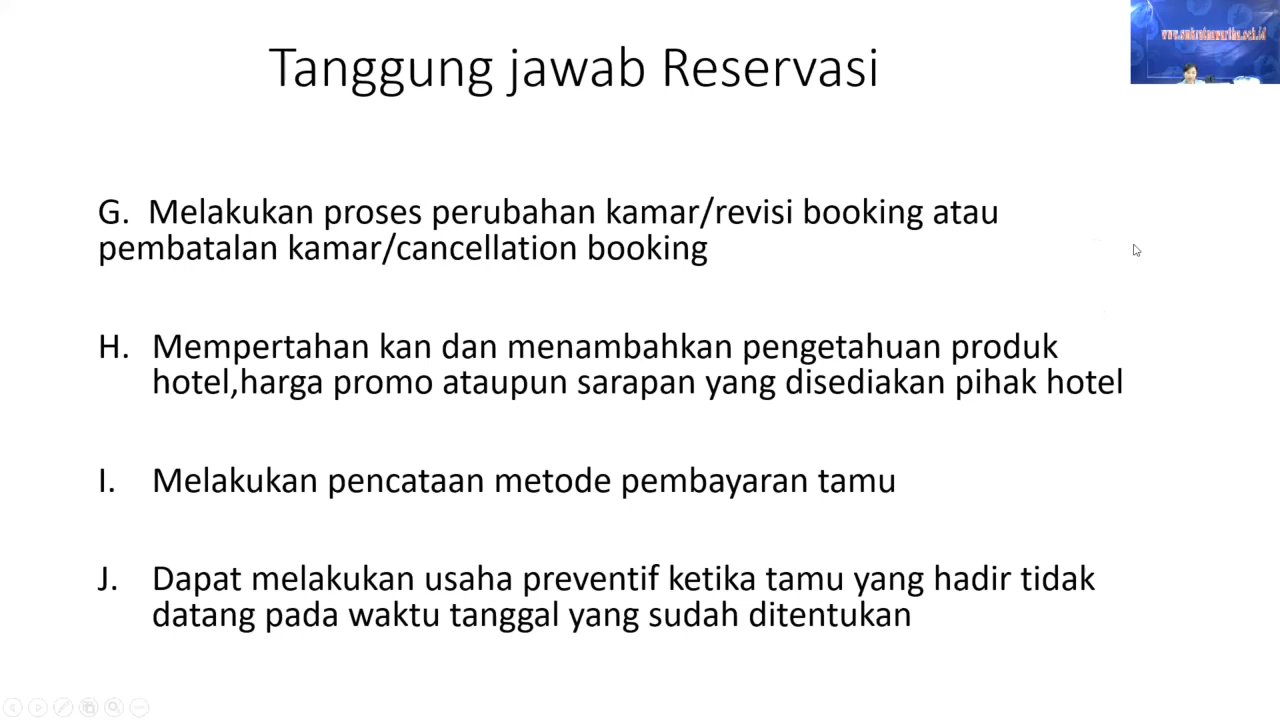 Tanggung jawab Reservasi
G. Melakukan proses perubahan kamar/revisi booking atau
pembatalan kamar/cancellation booking
H. Mempertahan kan dan menambahkan pengetahuan produk
hotel,harga promo ataupun sarapan yang disediakan pihak hotel
I. Melakukan pencataan metode pembayaran tamu
J. Dapat melakukan usaha preventif ketika tamu yang hadir tidak
datang pada waktu tanggal yang sudah ditentukan